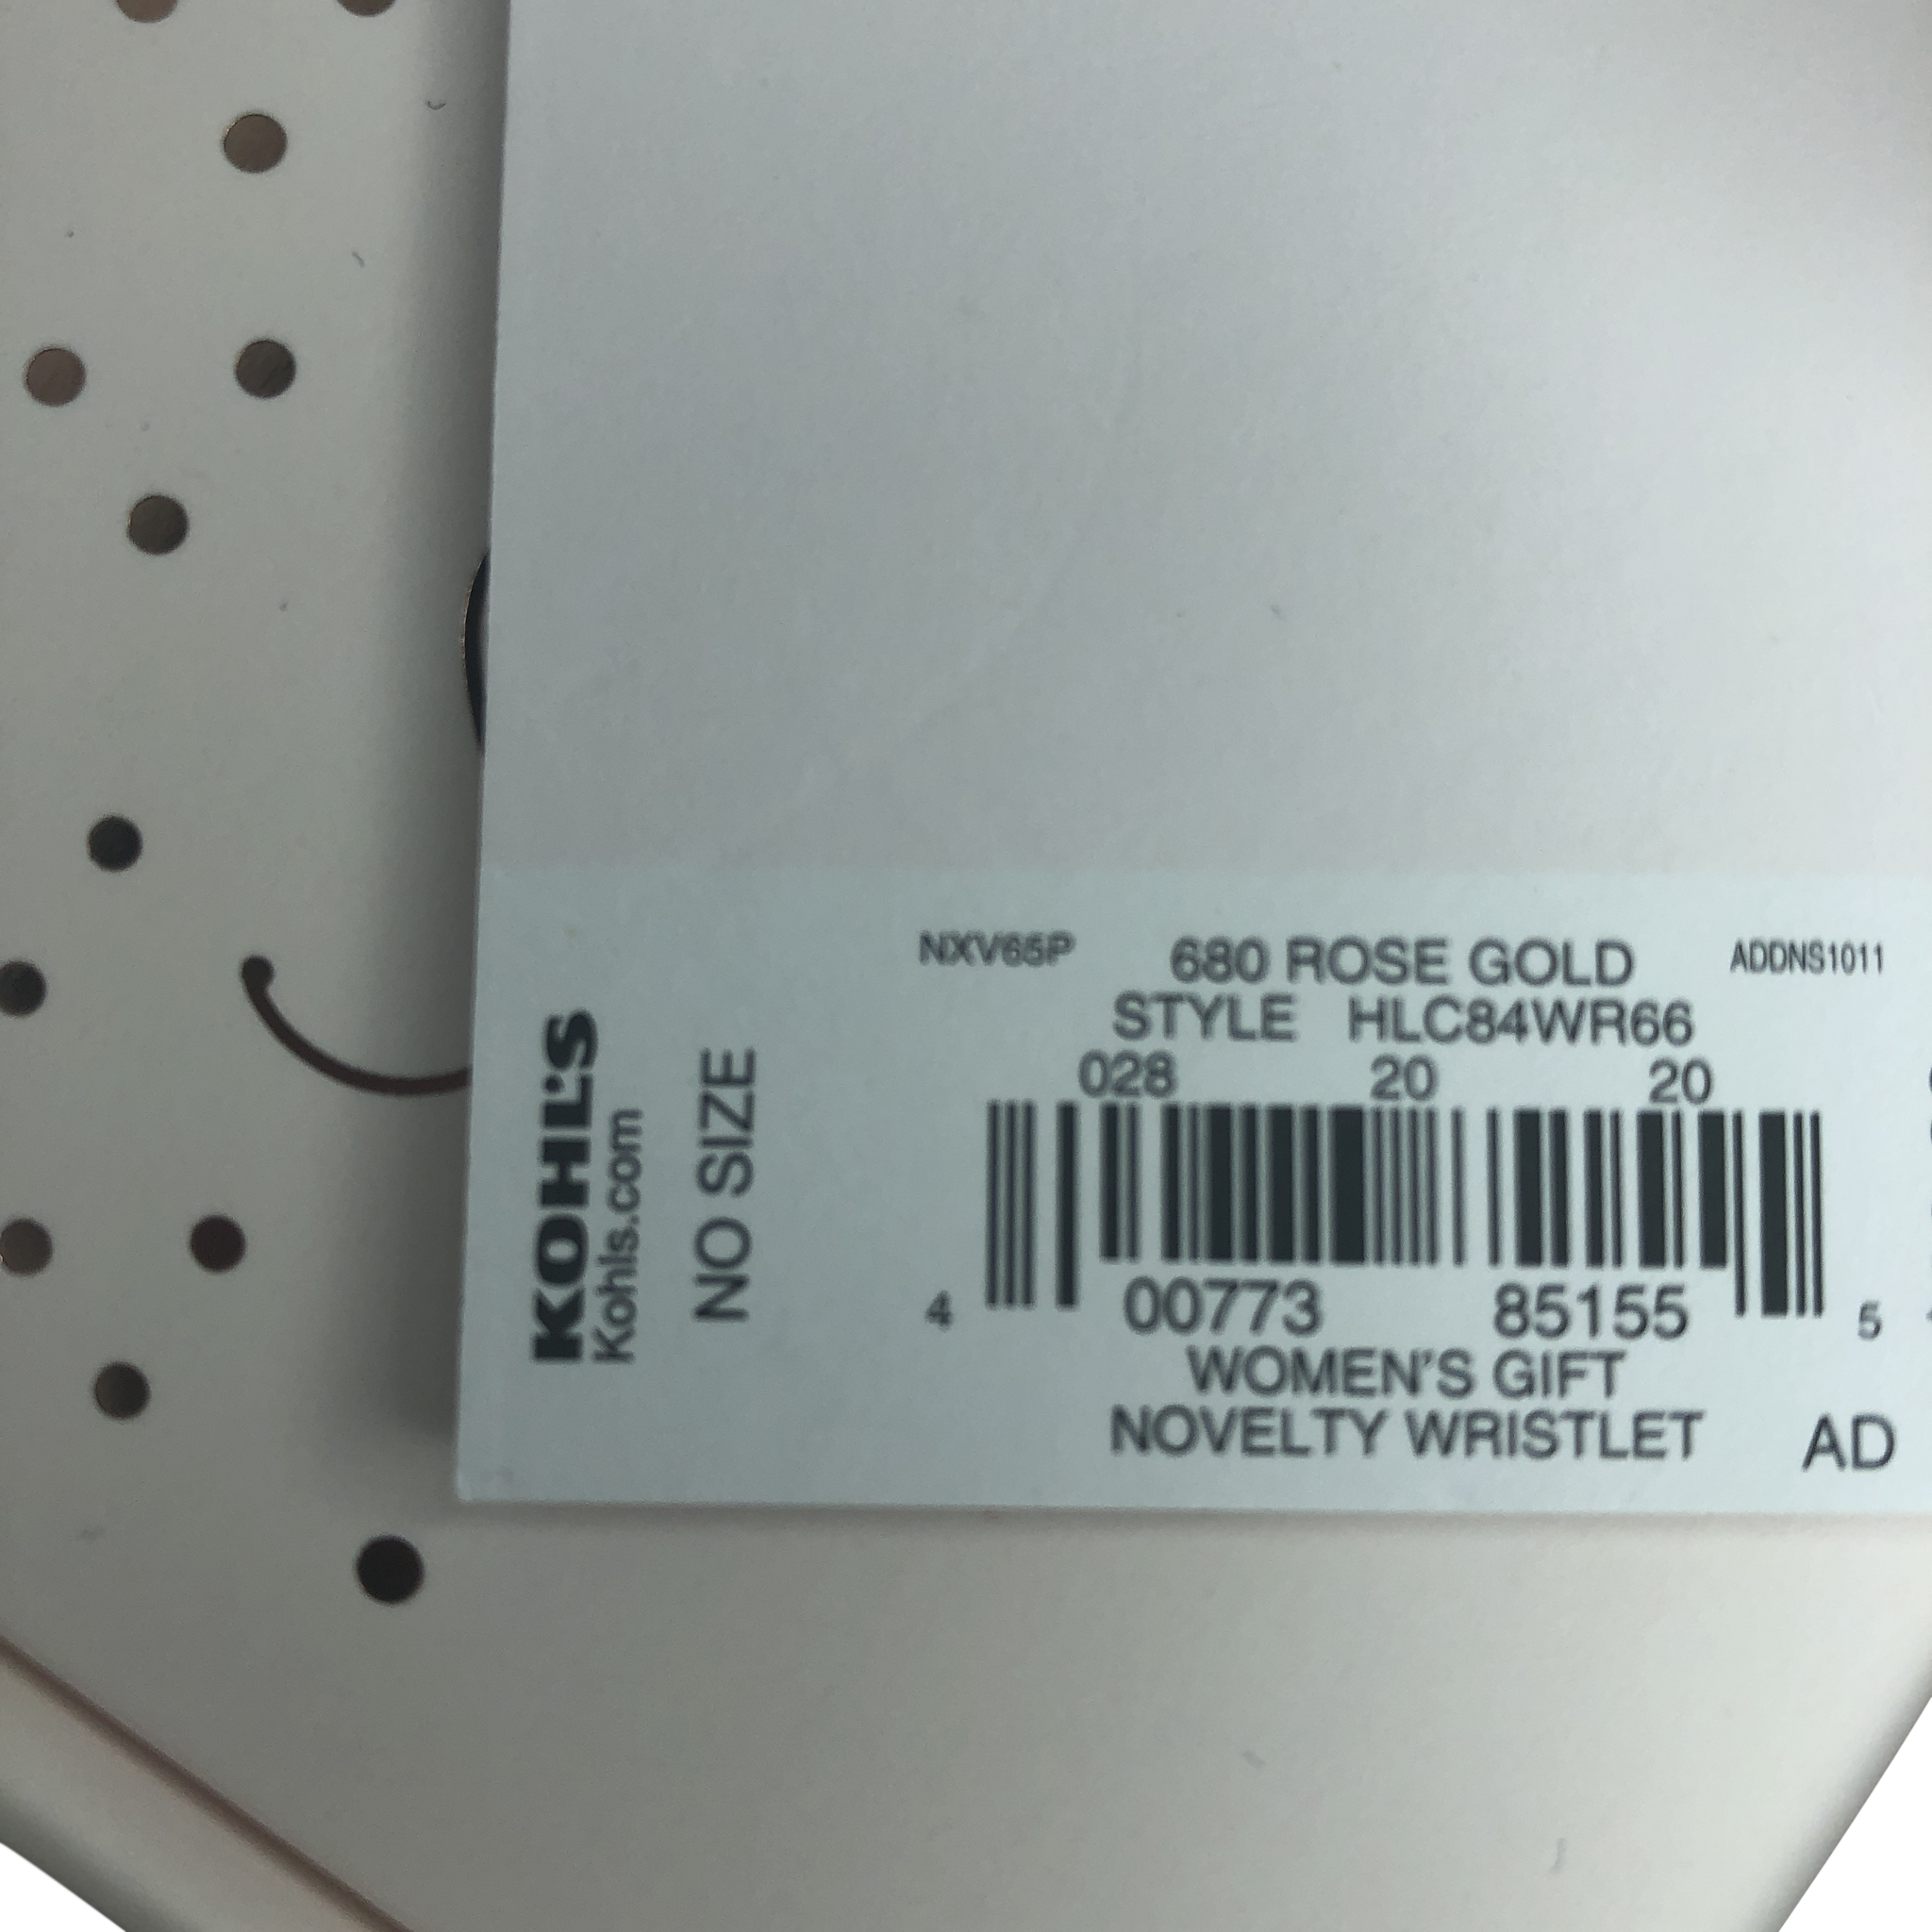 KOHL'S
Kohls.com
NO SIZE
NXV65P 680 ROSE GOLD ADDNS1011
STYLE HLC84WR66
028 20 20
4 00773 85155 5
WOMEN'S GIFT
NOVELTY WRISTLET AD